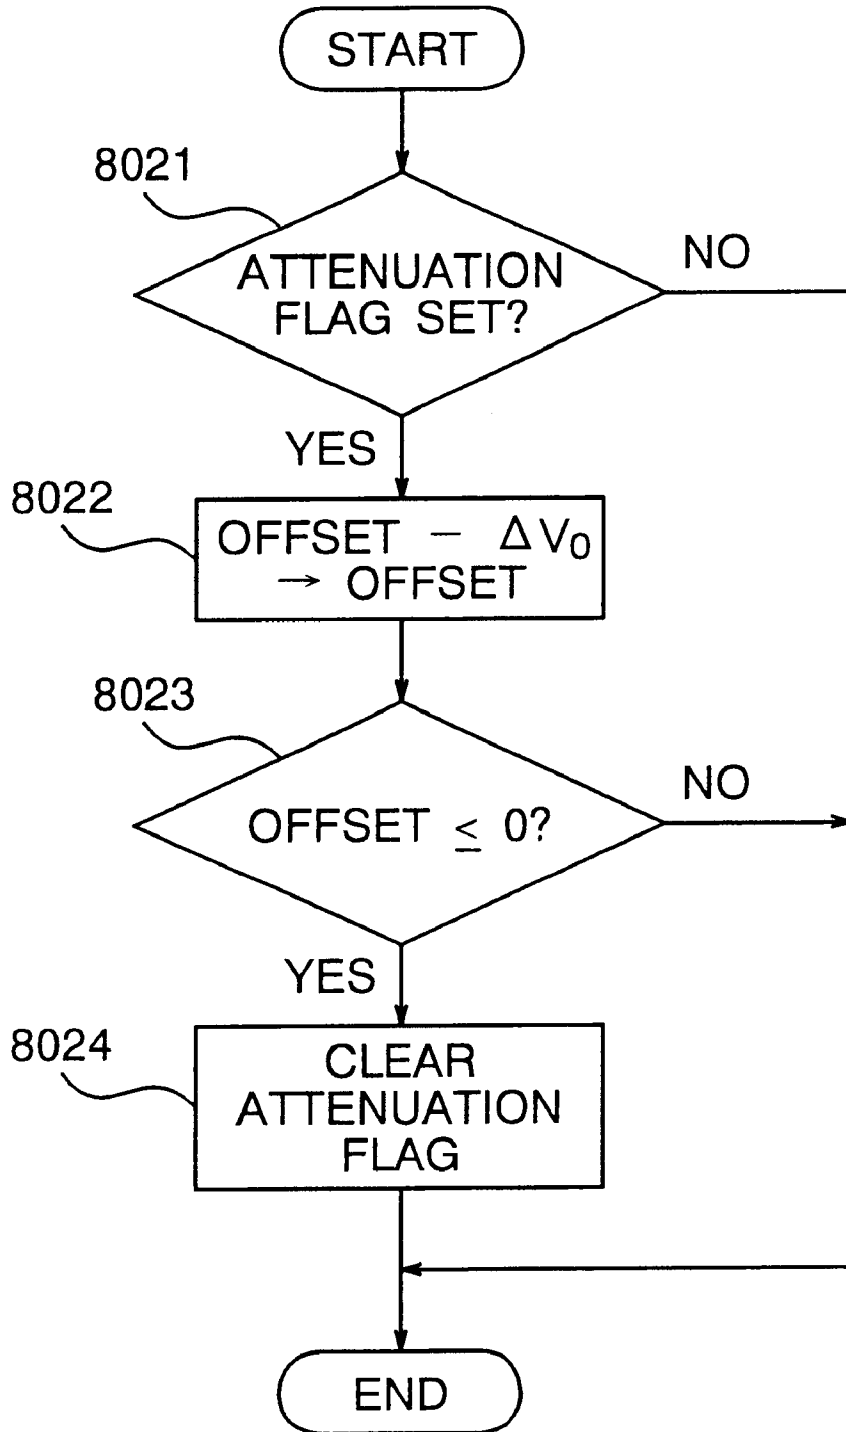 START
8021
ATTENUATION
FLAG SET?
NO
YES
8022
OFFSET − ΔV₀
→ OFFSET
8023
OFFSET ≤ 0?
NO
YES
8024
CLEAR
ATTENUATION
FLAG
END